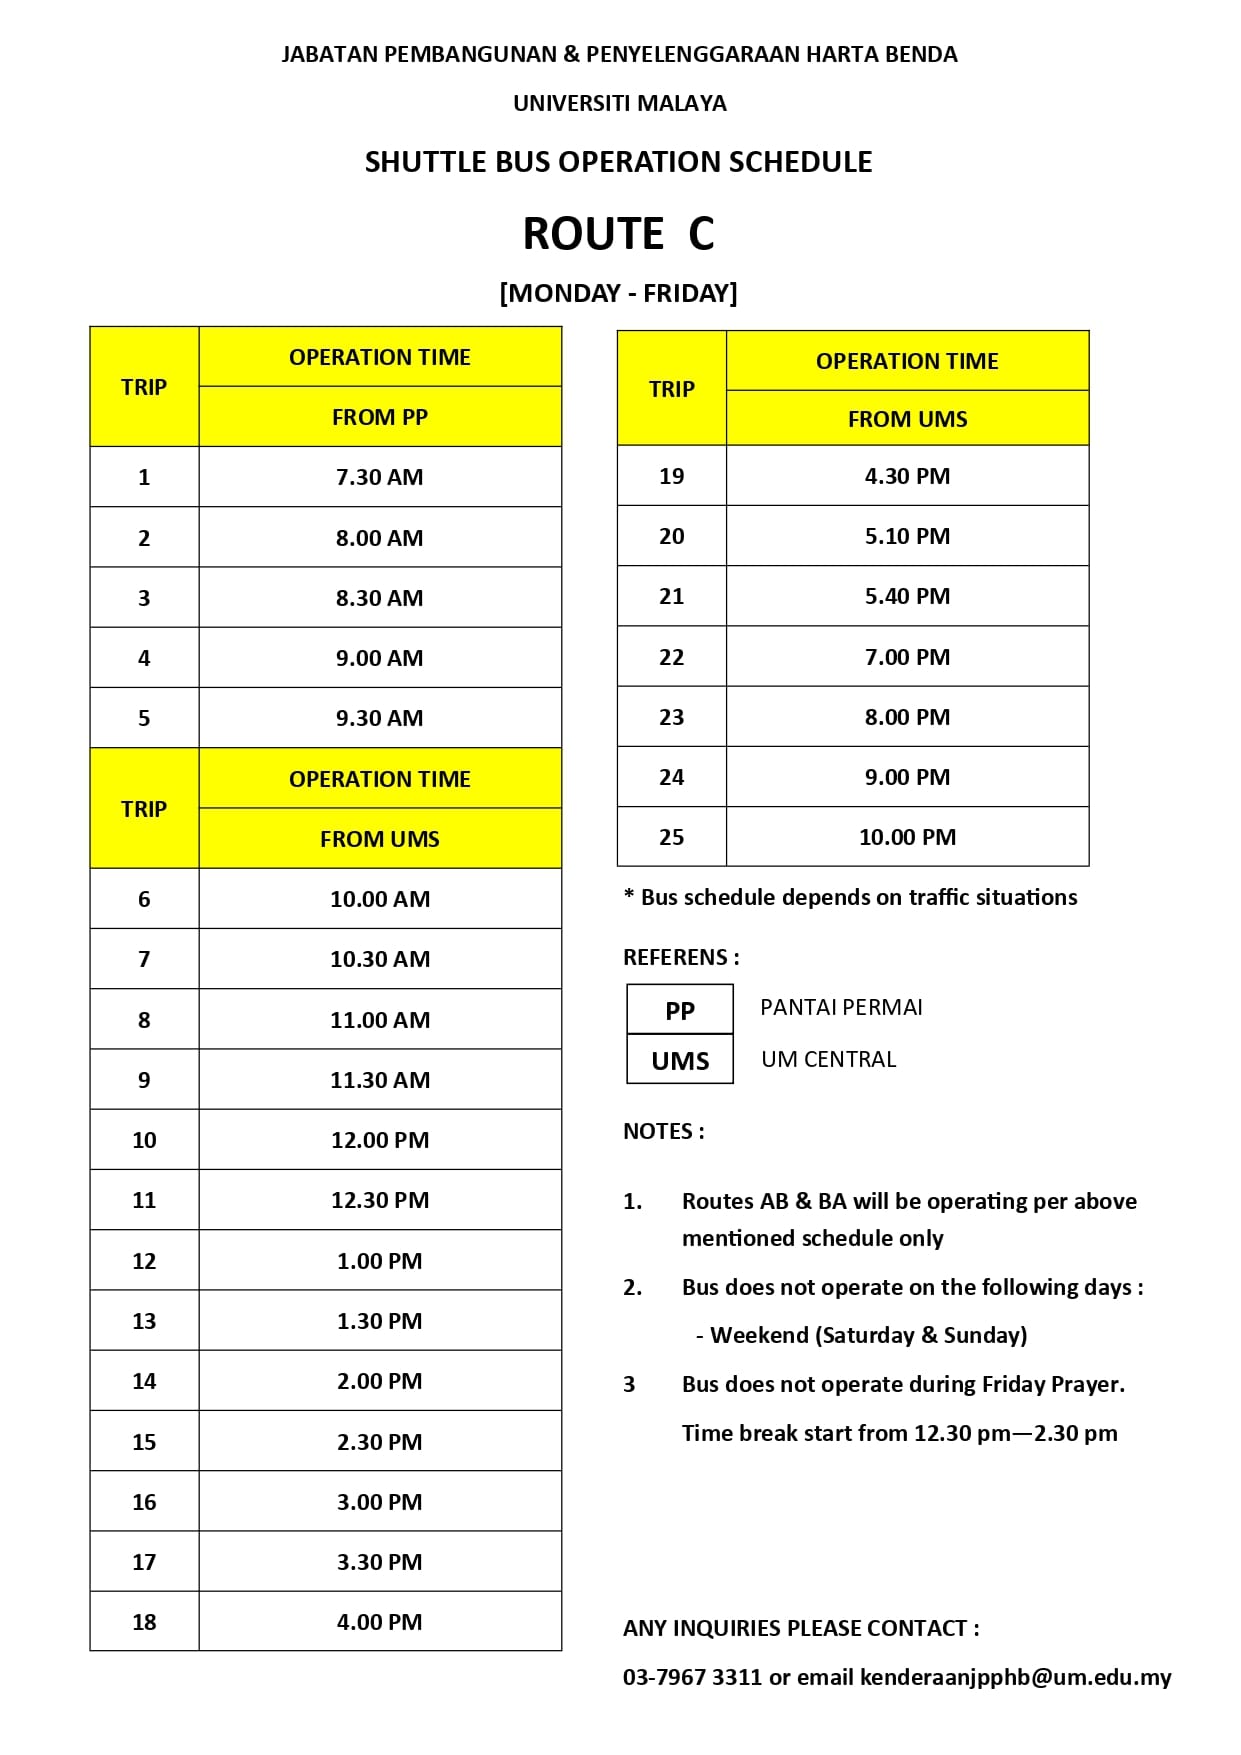 JABATAN PEMBANGUNAN & PENYELENGGARAAN HARTA BENDA
UNIVERSITI MALAYA
SHUTTLE BUS OPERATION SCHEDULE
ROUTE C
[MONDAY - FRIDAY]
TRIP
OPERATION TIME
FROM PP
1 7.30 AM
2 8.00 AM
3 8.30 AM
4 9.00 AM
5 9.30 AM
TRIP
OPERATION TIME
FROM UMS
6 10.00 AM
7 10.30 AM
8 11.00 AM
9 11.30 AM
10 12.00 PM
11 12.30 PM
12 1.00 PM
13 1.30 PM
14 2.00 PM
15 2.30 PM
16 3.00 PM
17 3.30 PM
18 4.00 PM
TRIP
OPERATION TIME
FROM UMS
19 4.30 PM
20 5.10 PM
21 5.40 PM
22 7.00 PM
23 8.00 PM
24 9.00 PM
25 10.00 PM
* Bus schedule depends on traffic situations
REFERENS :
PP PANTAI PERMAI
UMS UM CENTRAL
NOTES :
1. Routes AB & BA will be operating per above
mentioned schedule only
2. Bus does not operate on the following days :
- Weekend (Saturday & Sunday)
3 Bus does not operate during Friday Prayer.
Time break start from 12.30 pm—2.30 pm
ANY INQUIRIES PLEASE CONTACT :
03-7967 3311 or email kenderaanjpphb@um.edu.my